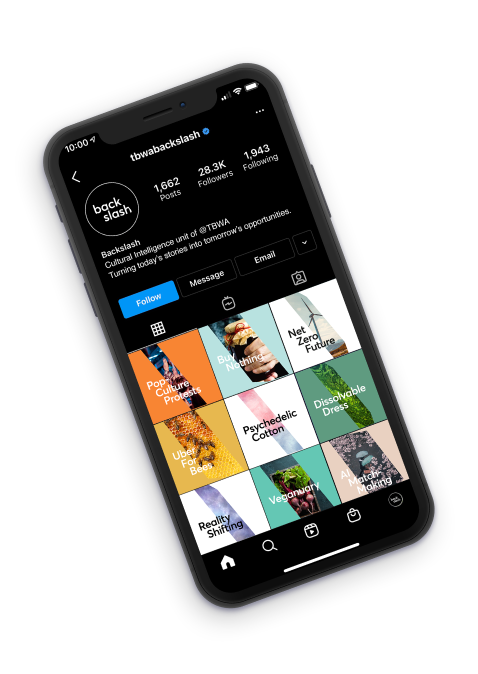 10:00
tbwabackslash
back
slash
1,662
Posts
28.3K
Followers
1,943
Following
Backslash
Cultural Intelligence unit of @TBWA
Turning today's stories into tomorrow's opportunities.
Follow
Message
Email
Pop-
Culture
Protests
Buy
Nothing
Net
Zero
Future
Uber
For
Bees
Psychedelic
Cotton
Dissolvable
Dress
Reality
Shifting
Veganuary
AI
Match-
Making